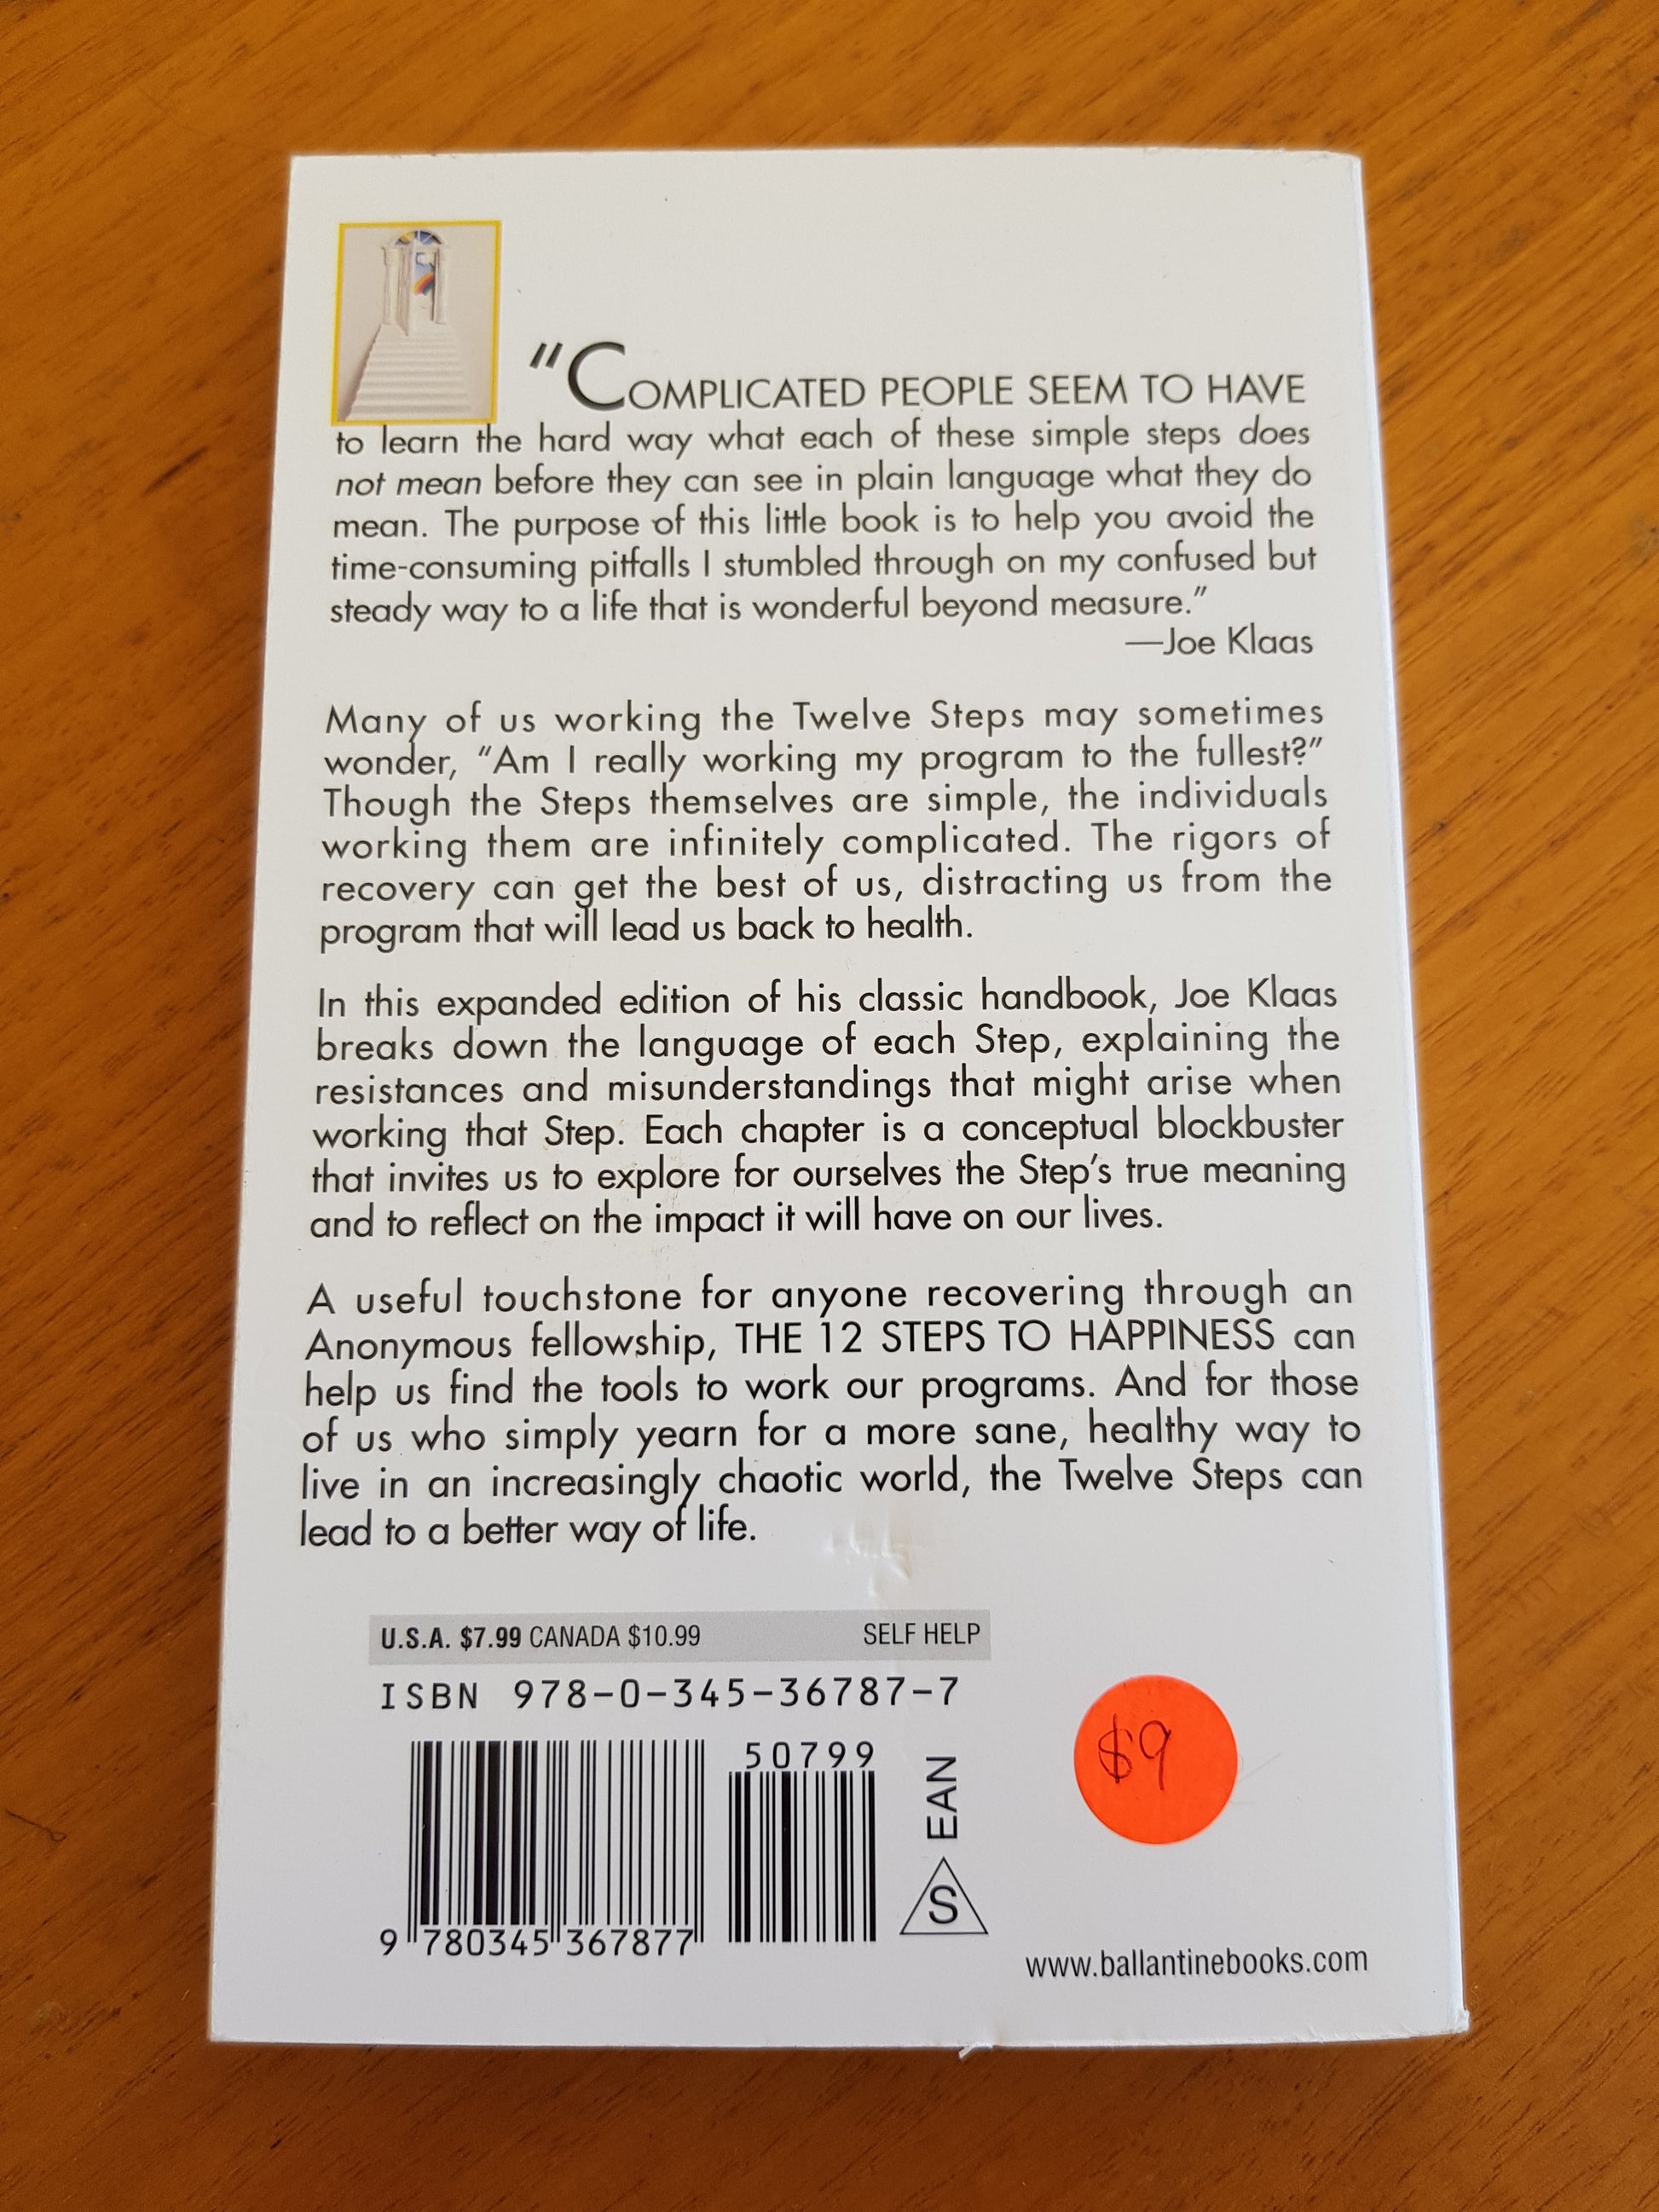 "COMPLICATED PEOPLE SEEM TO HAVE
to learn the hard way what each of these simple steps does
not mean before they can see in plain language what they do
mean. The purpose of this little book is to help you avoid the
time-consuming pitfalls I stumbled through on my confused but
steady way to a life that is wonderful beyond measure."
—Joe Klaas
Many of us working the Twelve Steps may sometimes
wonder, "Am I really working my program to the fullest?"
Though the Steps themselves are simple, the individuals
working them are infinitely complicated. The rigors of
recovery can get the best of us, distracting us from the
program that will lead us back to health.
In this expanded edition of his classic handbook, Joe Klaas
breaks down the language of each Step, explaining the
resistances and misunderstandings that might arise when
working that Step. Each chapter is a conceptual blockbuster
that invites us to explore for ourselves the Step's true meaning
and to reflect on the impact it will have on our lives.
A useful touchstone for anyone recovering through an
Anonymous fellowship, THE 12 STEPS TO HAPPINESS can
help us find the tools to work our programs. And for those
of us who simply yearn for a more sane, healthy way to
live in an increasingly chaotic world, the Twelve Steps can
lead to a better way of life.
U.S.A. $7.99 CANADA $10.99 SELF HELP
ISBN 978-0-345-36787-7
50799
EAN
S
9 780345 367877
$9
www.ballantinebooks.com